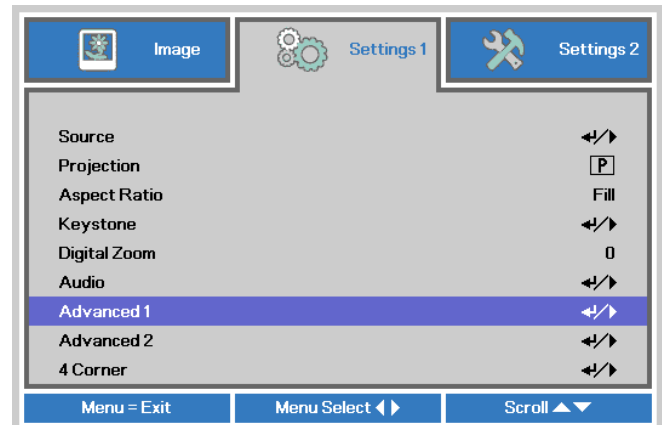 Image Settings 1 Settings 2
Source
Projection P
Aspect Ratio Fill
Keystone
Digital Zoom 0
Audio
Advanced 1
Advanced 2
4 Corner
Menu = Exit Menu Select Scroll